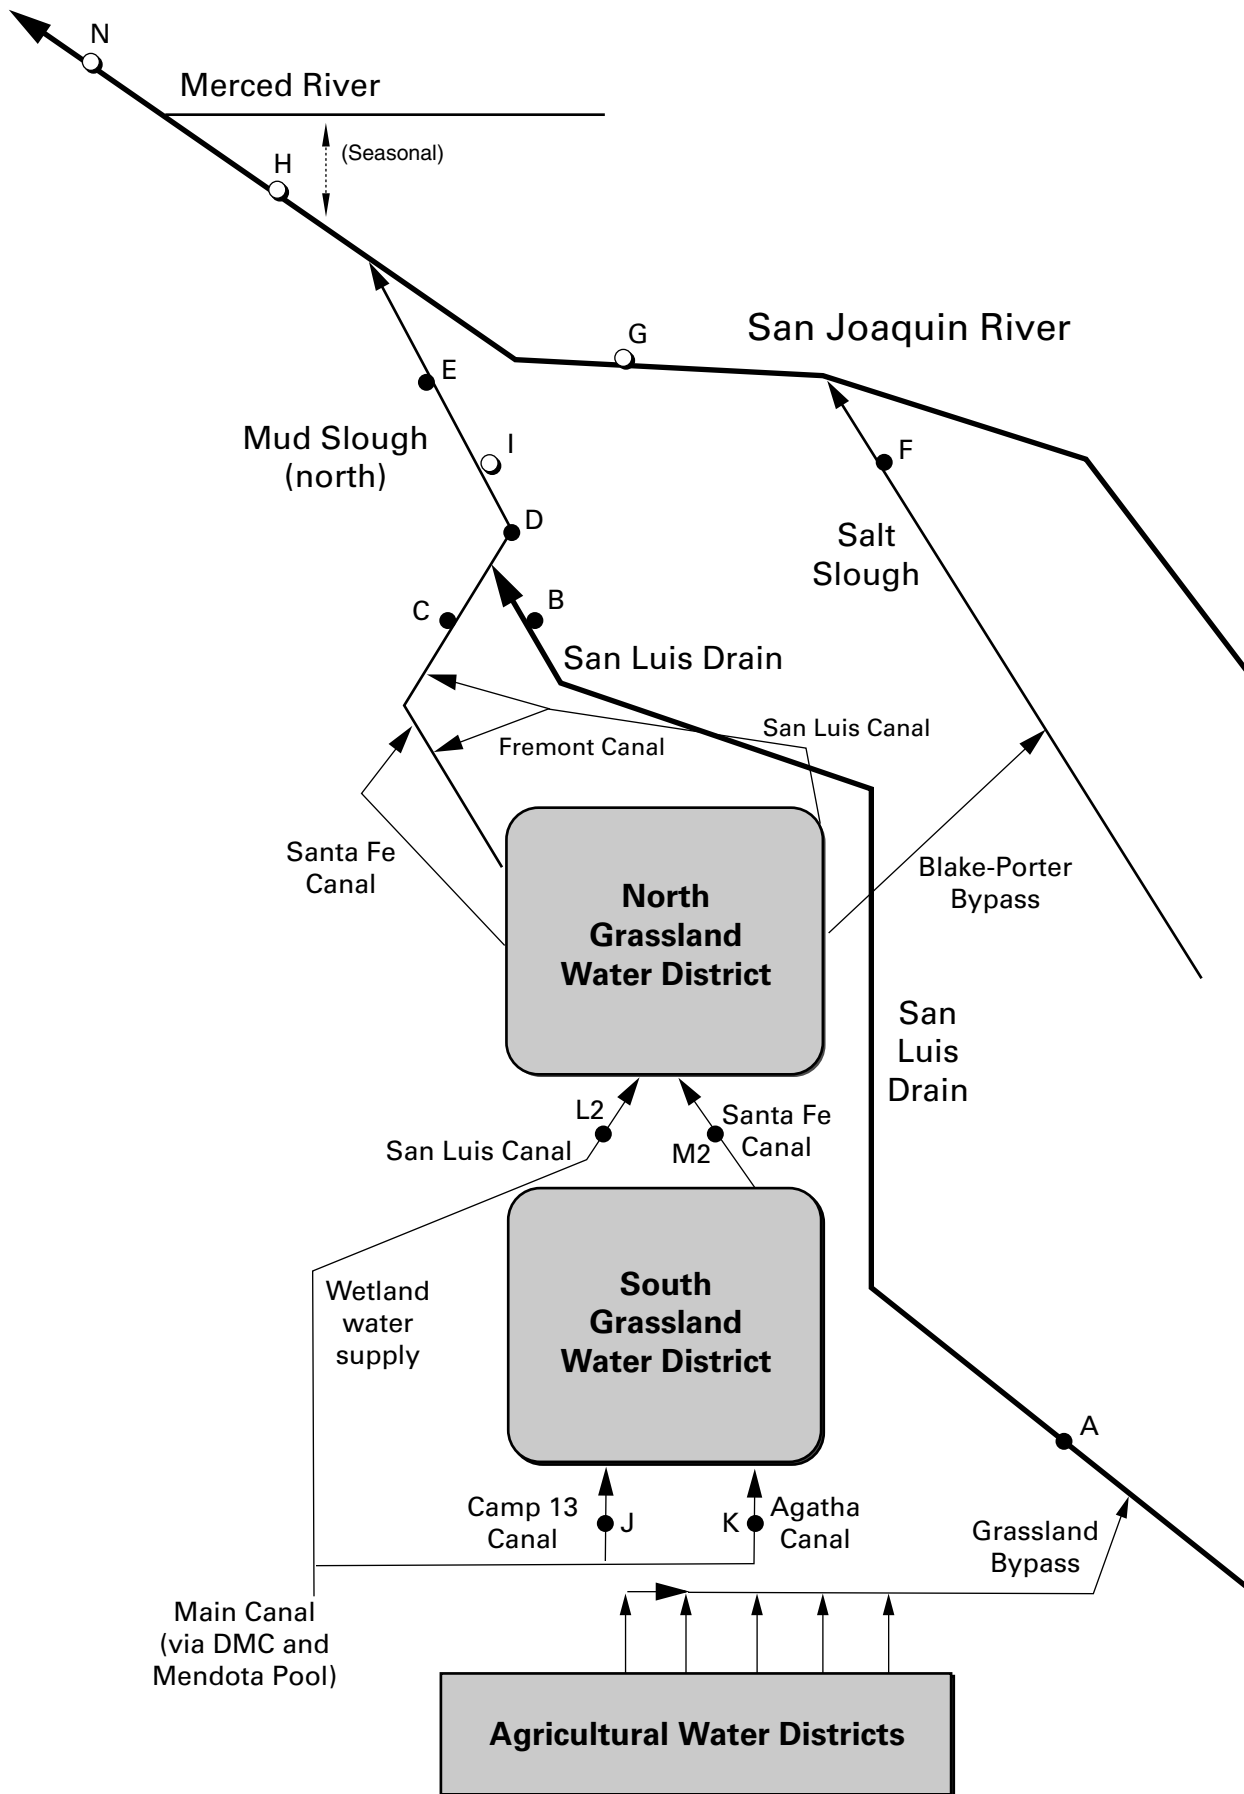 N
Merced River
(Seasonal)
H
San Joaquin River
G
E
Mud Slough
(north)
I
F
D
Salt
Slough
C
B
San Luis Drain
San Luis Canal
Fremont Canal
Santa Fe
Canal
Blake-Porter
Bypass
North
Grassland
Water District
San
Luis
Drain
L2
Santa Fe
Canal
San Luis Canal
M2
Wetland
water
supply
South
Grassland
Water District
A
Camp 13
Canal
J
K
Agatha
Canal
Grassland
Bypass
Main Canal
(via DMC and
Mendota Pool)
Agricultural Water Districts